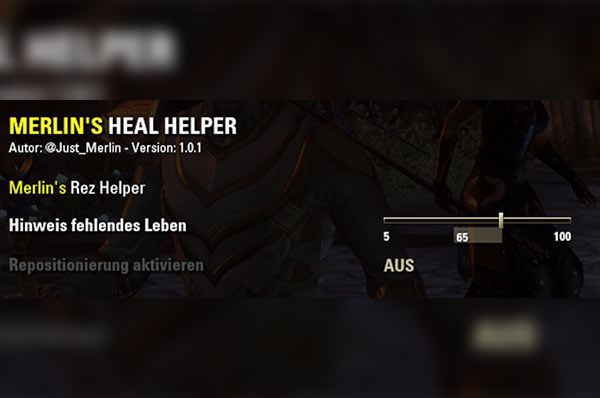 MERLIN'S HEAL HELPER
Autor: @Just_Merlin - Version: 1.0.1
Merlin's Rez Helper
Hinweis fehlendes Leben
5 65 100
Repositionierung aktivieren AUS